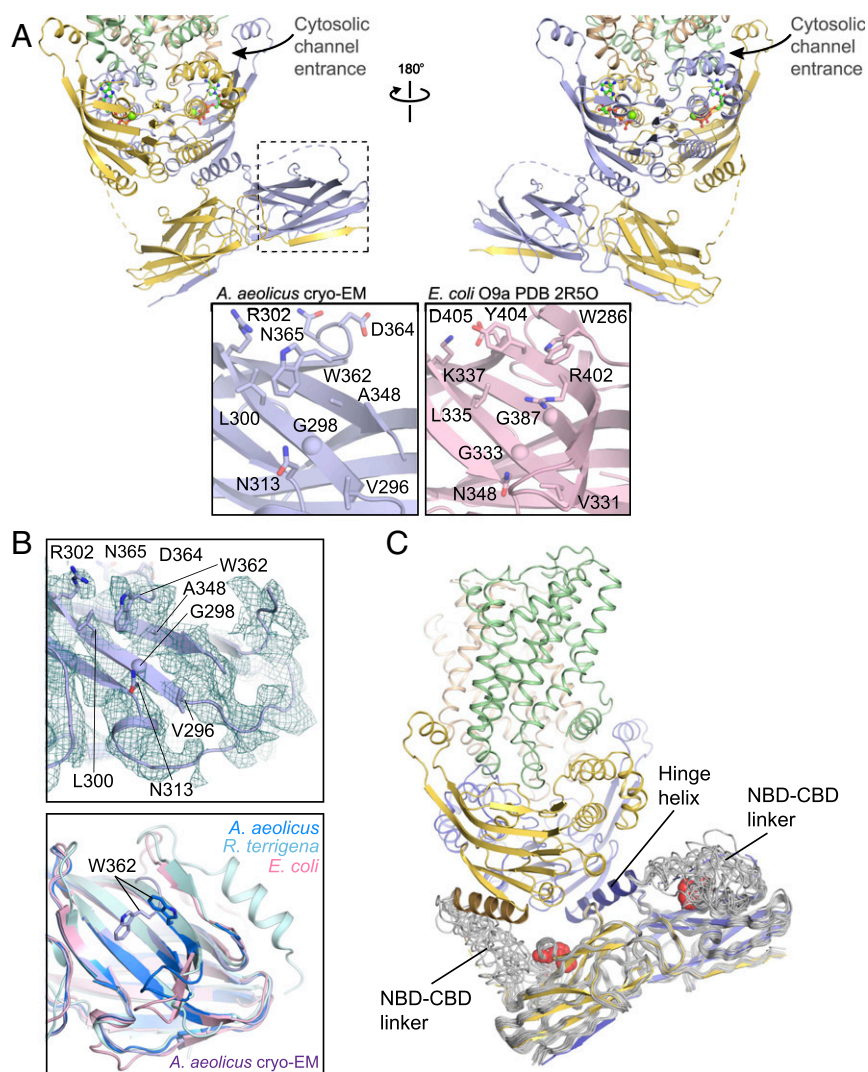 A
Cytosolic
channel
entrance
180°
Cytosolic
channel
entrance
A. aeolicus cryo-EM
E. coli O9a PDB 2R5O
R302
N365
D364
W362
A348
L300
G298
N313
V296
D405
Y404
W286
K337
R402
L335
G387
G333
N348
V331
B
R302 N365 D364
W362
A348
G298
V296
L300
N313
A. aeolicus
R. terrigena
E. coli
W362
A. aeolicus cryo-EM
C
Hinge
helix
NBD-CBD
linker
NBD-CBD
linker